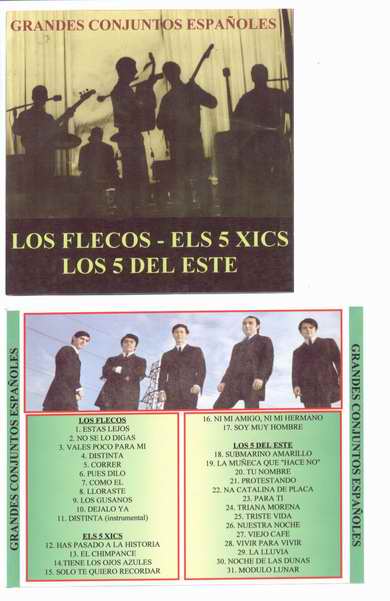 GRANDES CONJUNTOS ESPAÑOLES
LOS FLECOS - ELS 5 XICS
LOS 5 DEL ESTE
GRANDES CONJUNTOS ESPAÑOLES
LOS FLECOS
1. ESTAS LEJOS
2. NO SE LO DIGAS
3. VALES POCO PARA MI
4. DISTINTA
5. CORRER
6. PUES DILO
7. COMO EL
8. LLORASTE
9. LOS GUSANOS
10. DEJALO YA
11. DISTINTA (instrumental)
ELS 5 XICS
12. HAS PASADO A LA HISTORIA
13. EL CHIMPANCE
14.TIENE LOS OJOS AZULES
15. SOLO TE QUIERO RECORDAR
16. NI MI AMIGO, NI MI HERMANO
17. SOY MUY HOMBRE
LOS 5 DEL ESTE
18. SUBMARINO AMARILLO
19. LA MUÑECA QUE "HACE NO"
20. TU NOMBRE
21. PROTESTANDO
22. NA CATALINA DE PLACA
23. PARA TI
24. TRIANA MORENA
25. TRISTE VIDA
26. NUESTRA NOCHE
27. VIEJO CAFE
28. VIVIR PARA VIVIR
29. LA LLUVIA
30. NOCHE DE LAS DUNAS
31. MODULO LUNAR
GRANDES CONJUNTOS ESPAÑOLES